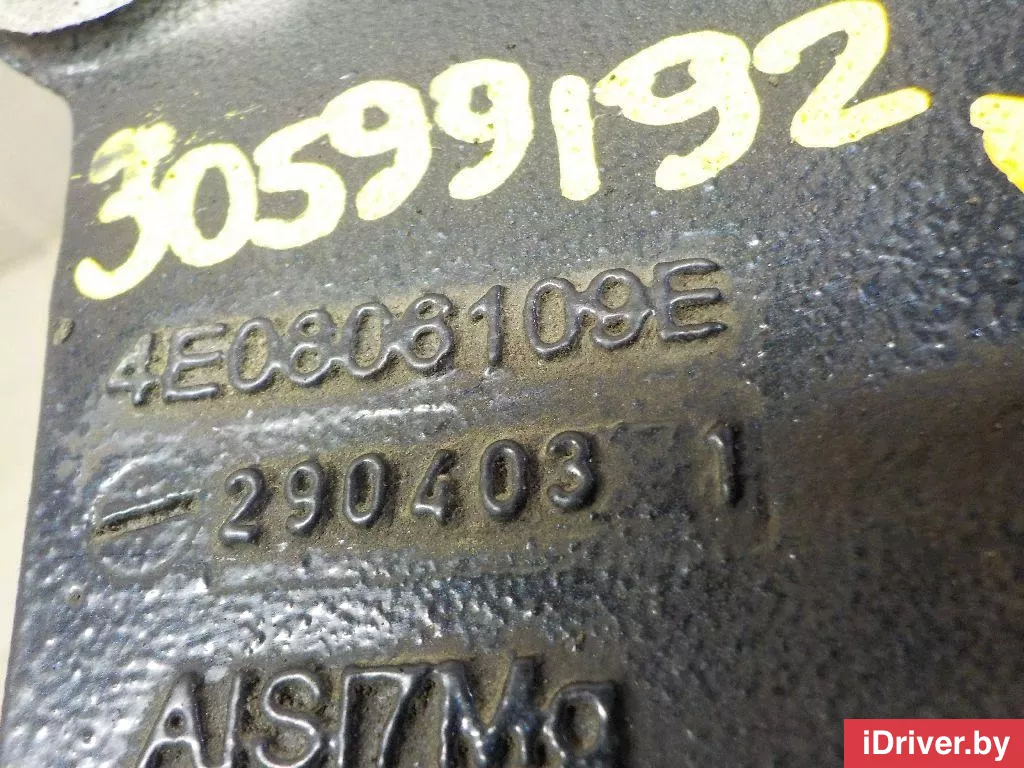 30599192
4E0808109E
290403 1
AlSi7Mg
iDriver.by